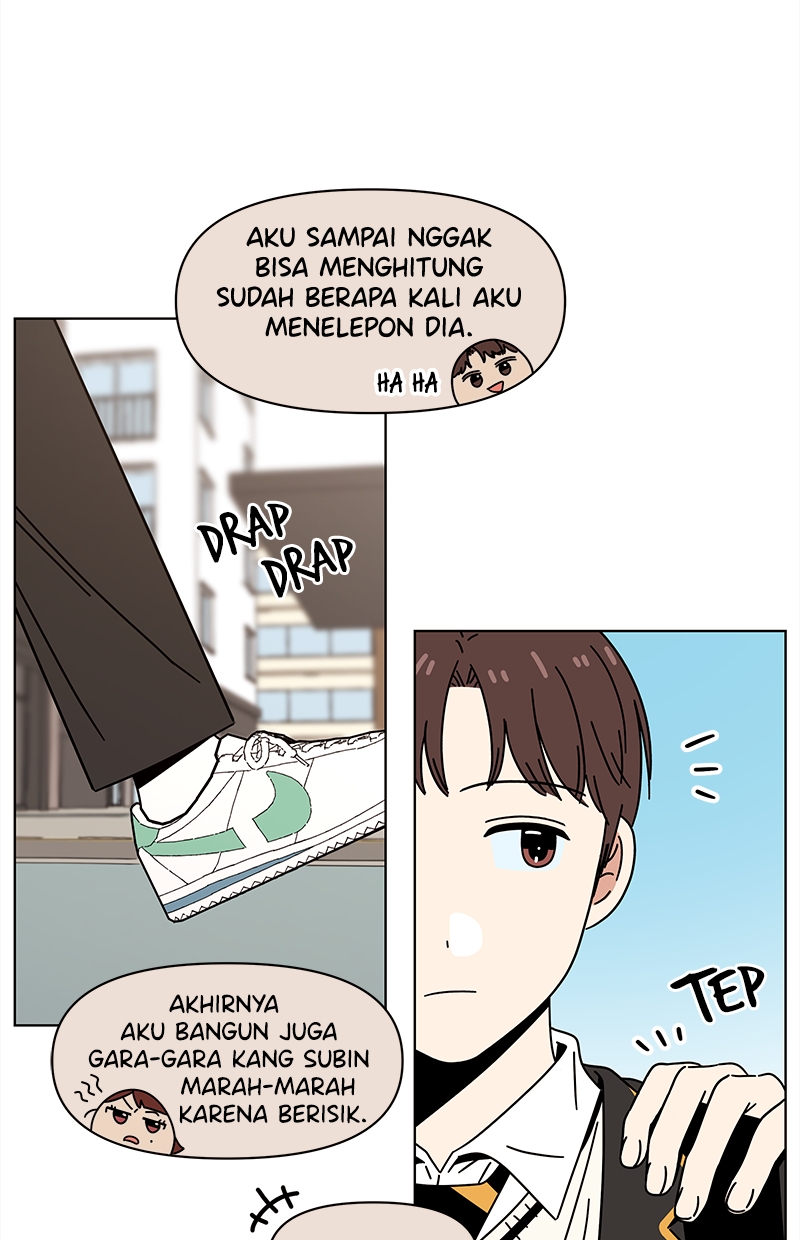 AKU SAMPAI NGGAK
BISA MENGHITUNG
SUDAH BERAPA KALI AKU
MENELEPON DIA.
HA HA
DRAP
DRAP
TEP
AKHIRNYA
AKU BANGUN JUGA
GARA-GARA KANG SUBIN
MARAH-MARAH
KARENA BERISIK.